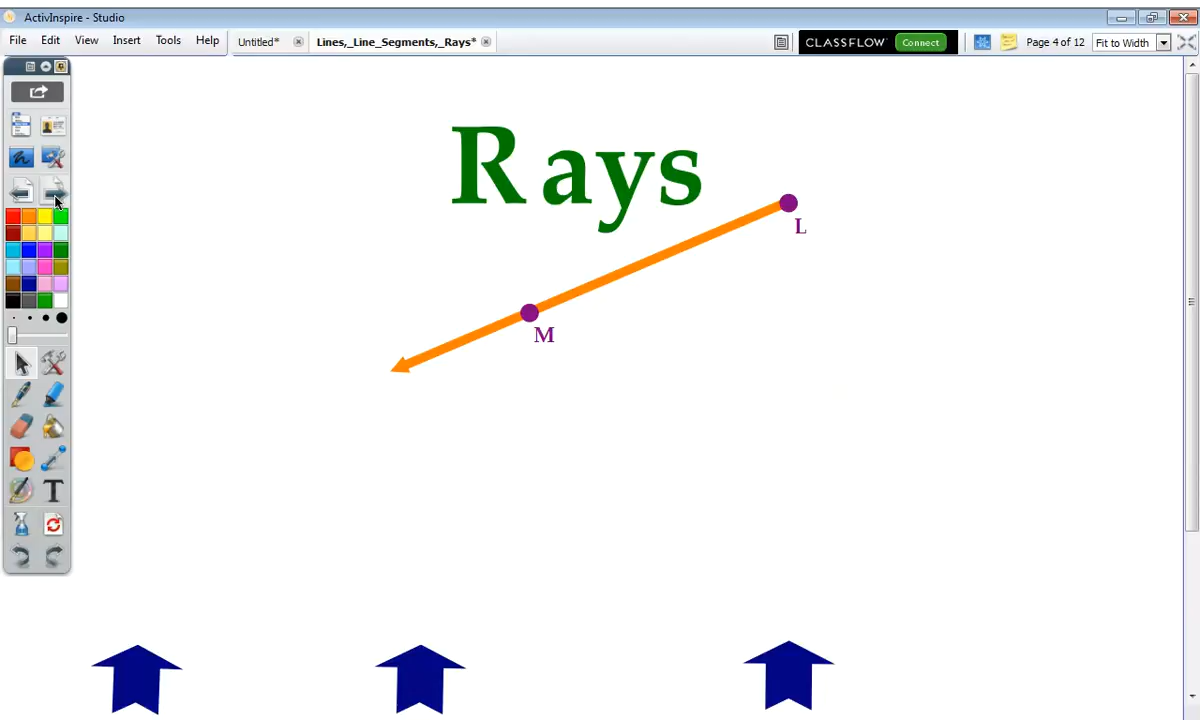 ActivInspire - Studio
File Edit View Insert Tools Help Untitled* Lines,_Line_Segments,_Rays* CLASSFLOW Connect Page 4 of 12 Fit to Width
Rays
L
M
T